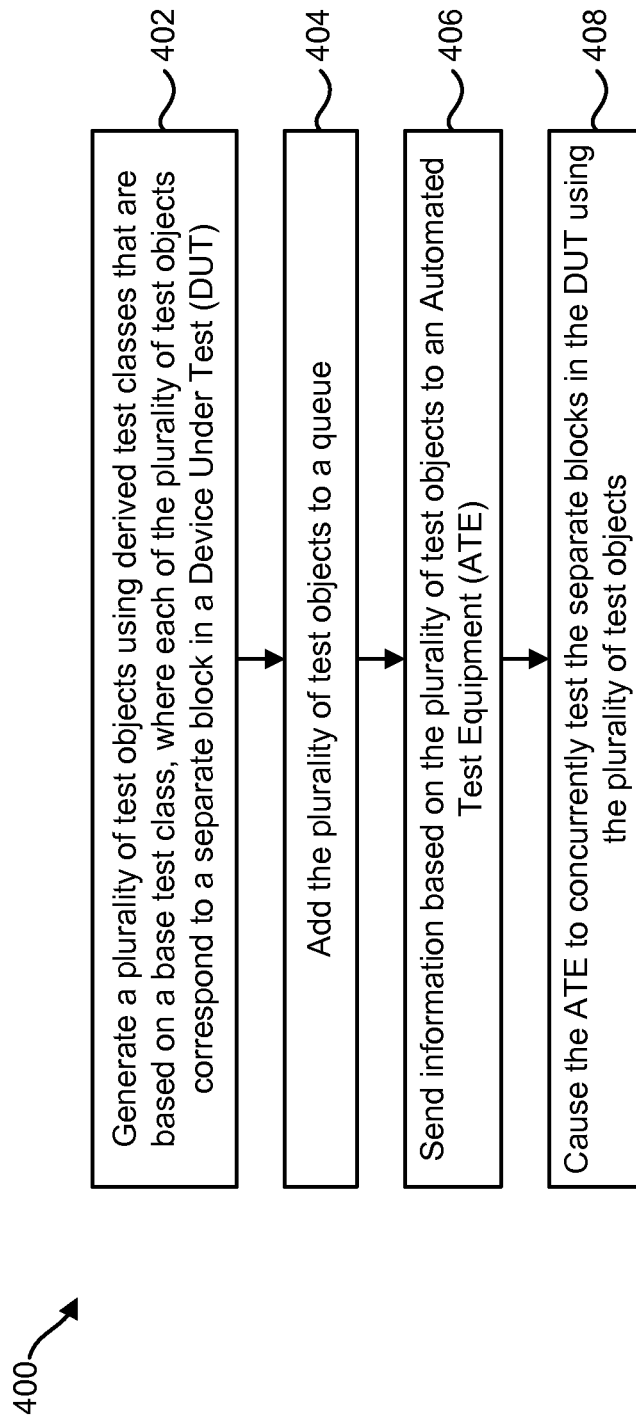 400
Generate a plurality of test objects using derived test classes that are
based on a base test class, where each of the plurality of test objects
correspond to a separate block in a Device Under Test (DUT)
402
Add the plurality of test objects to a queue
404
Send information based on the plurality of test objects to an Automated
Test Equipment (ATE)
406
Cause the ATE to concurrently test the separate blocks in the DUT using
the plurality of test objects
408